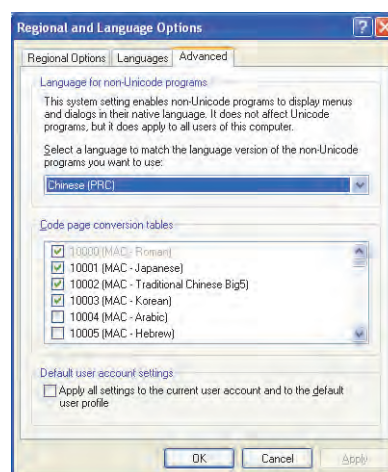 Regional and Language Options
Regional Options Languages Advanced
Language for non-Unicode programs
This system setting enables non-Unicode programs to display menus
and dialogs in their native language. It does not affect Unicode
programs, but it does apply to all users of this computer.
Select a language to match the language version of the non-Unicode
programs you want to use:
Chinese (PRC)
Code page conversion tables
10000 (MAC - Roman)
10001 (MAC - Japanese)
10002 (MAC - Traditional Chinese Big5)
10003 (MAC - Korean)
10004 (MAC - Arabic)
10005 (MAC - Hebrew)
Default user account settings
Apply all settings to the current user account and to the default
user profile
OK Cancel Apply